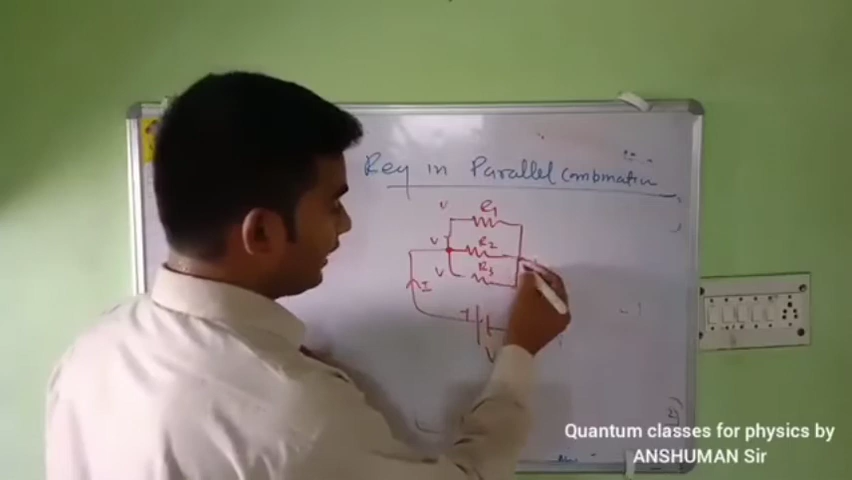 Req in Parallel Combination
V
R1
V
R2
V
R3
I
V
Quantum classes for physics by
ANSHUMAN Sir